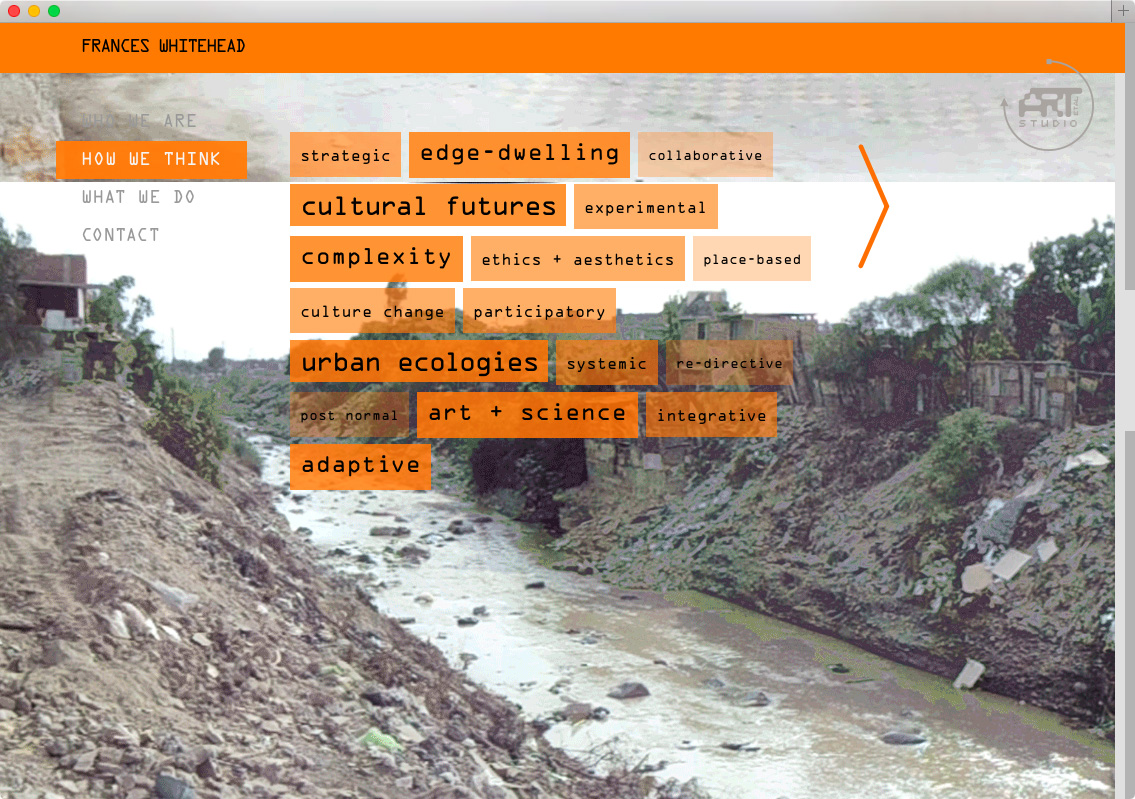 FRANCES WHITEHEAD
ART
ETAL
STUDIO
WHO WE ARE
HOW WE THINK
WHAT WE DO
CONTACT
strategic edge-dwelling collaborative
cultural futures experimental
complexity ethics + aesthetics place-based
culture change participatory
urban ecologies systemic re-directive
post normal art + science integrative
adaptive